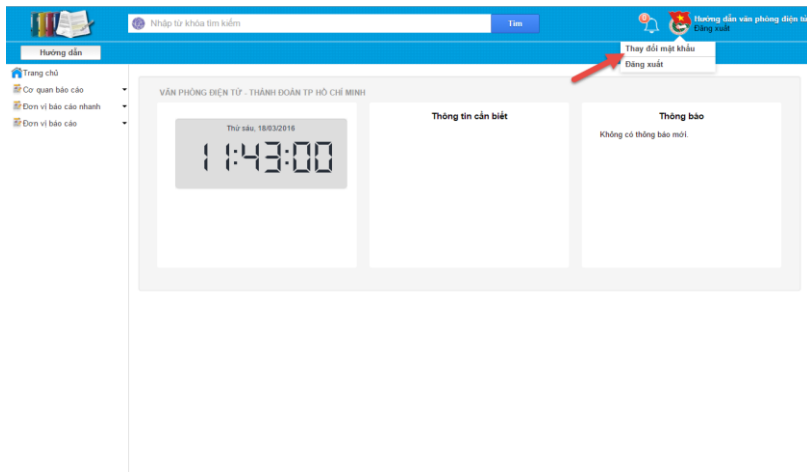 Nhập từ khóa tìm kiếm
Tìm
0
Hướng dẫn văn phòng điện tử
Đăng xuất
Hướng dẫn
Thay đổi mật khẩu
Đăng xuất
Trang chủ
Cơ quan báo cáo
Đơn vị báo cáo nhanh
Đơn vị báo cáo
VĂN PHÒNG ĐIỆN TỬ - THÀNH ĐOÀN TP HỒ CHÍ MINH
Thứ sáu, 18/03/2016
11:43:00
Thông tin cần biết
Thông báo
Không có thông báo mới.